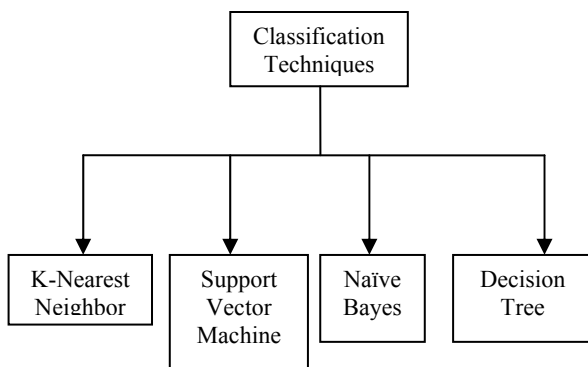 Classification
Techniques
K-Nearest
Neighbor
Support
Vector
Machine
Naïve
Bayes
Decision
Tree